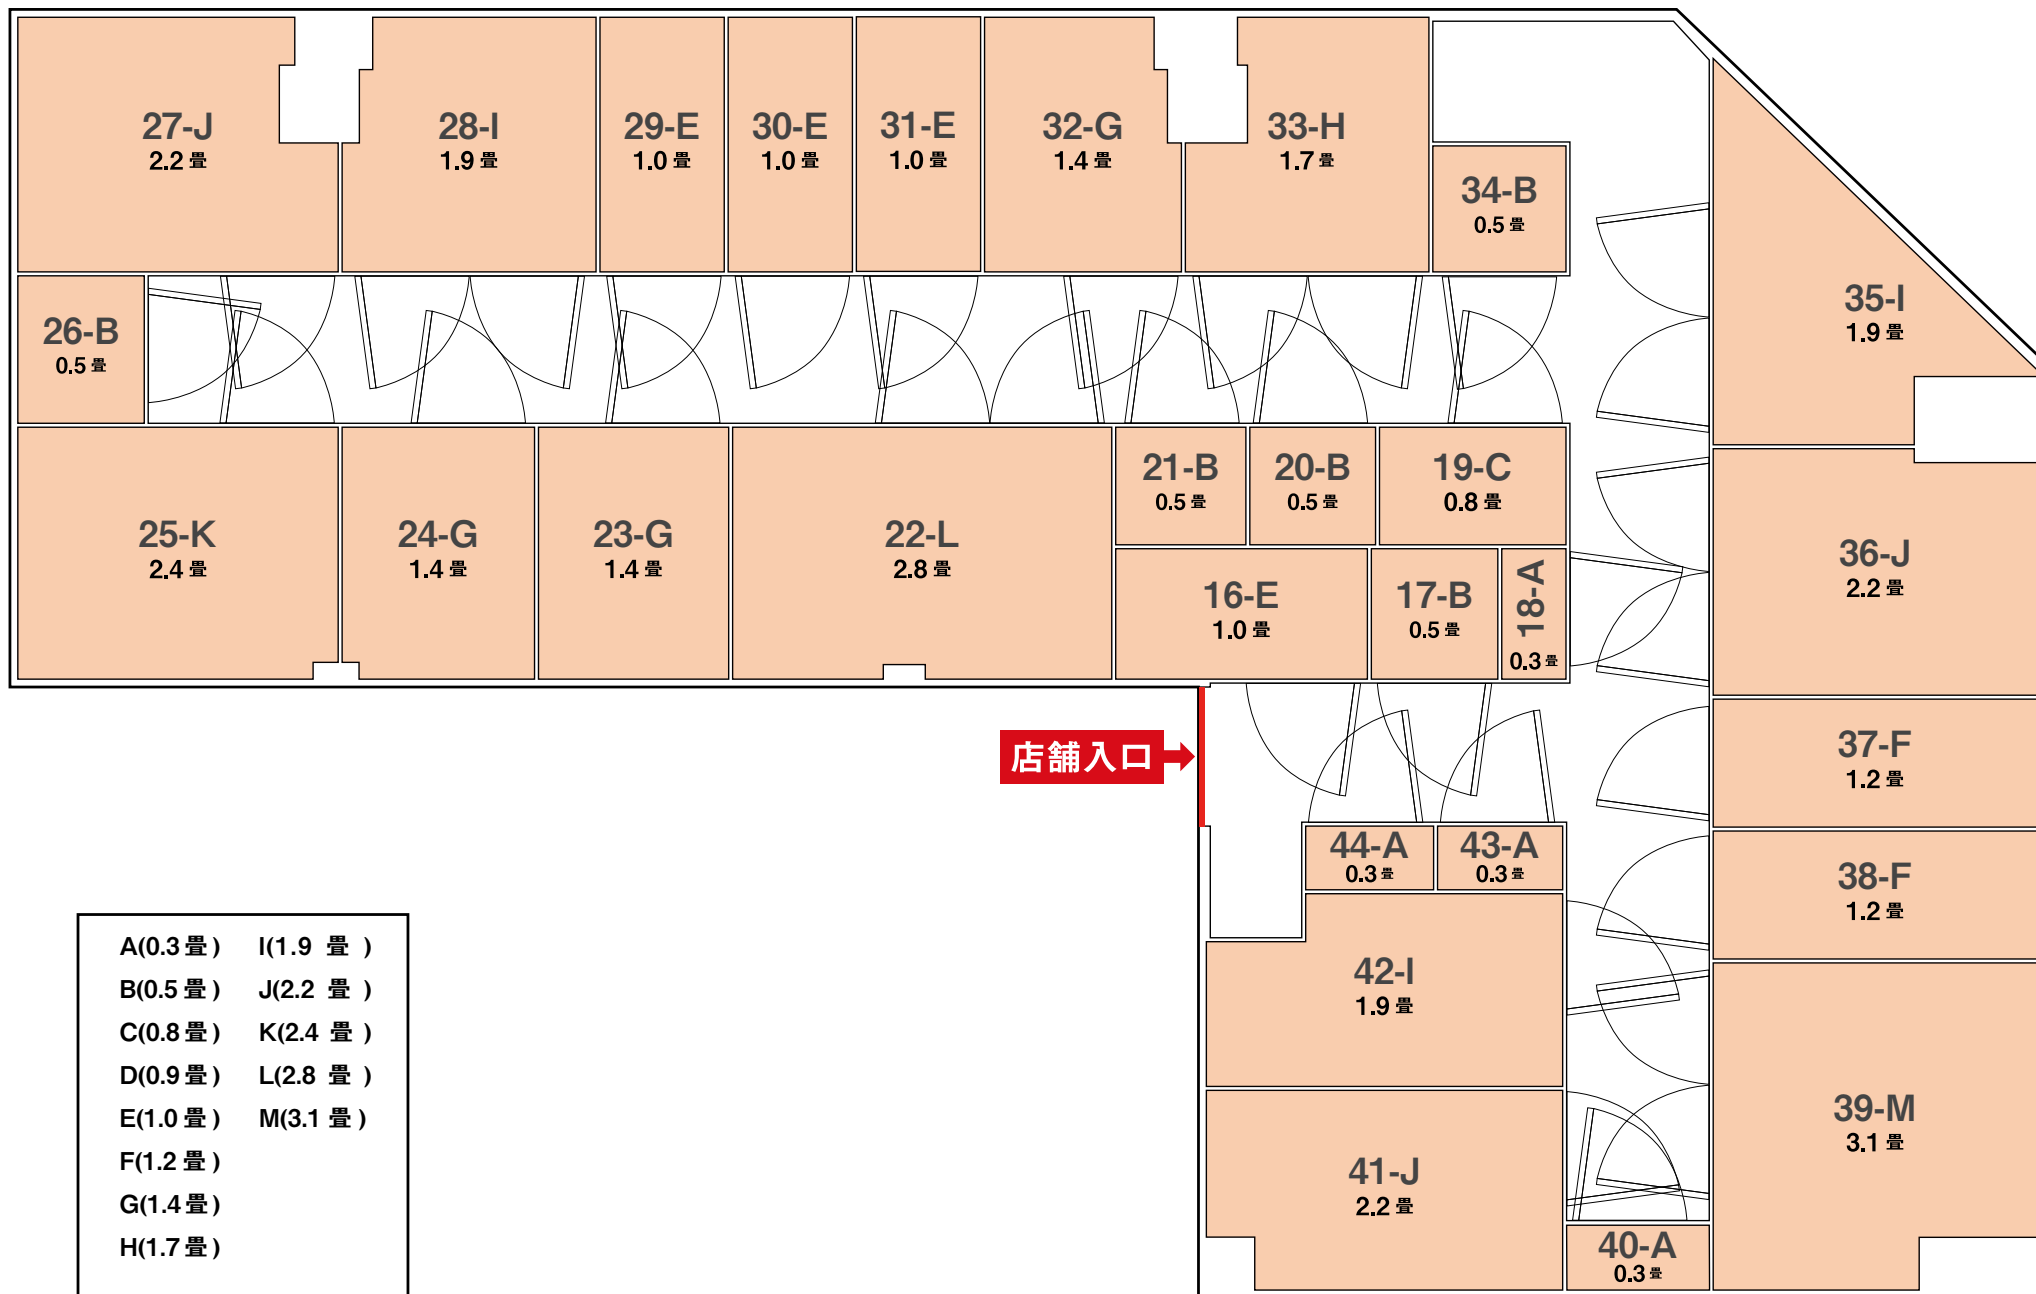 27-J
2.2 畳
28-I
1.9 畳
29-E
1.0 畳
30-E
1.0 畳
31-E
1.0 畳
32-G
1.4 畳
33-H
1.7 畳
34-B
0.5 畳
35-I
1.9 畳
26-B
0.5 畳
25-K
2.4 畳
24-G
1.4 畳
23-G
1.4 畳
22-L
2.8 畳
21-B
0.5 畳
20-B
0.5 畳
19-C
0.8 畳
16-E
1.0 畳
17-B
0.5 畳
18-A
0.3 畳
36-J
2.2 畳
37-F
1.2 畳
38-F
1.2 畳
39-M
3.1 畳
店舗入口
44-A
0.3 畳
43-A
0.3 畳
42-I
1.9 畳
41-J
2.2 畳
40-A
0.3 畳
A(0.3 畳)
B(0.5 畳)
C(0.8 畳)
D(0.9 畳)
E(1.0 畳)
F(1.2 畳)
G(1.4 畳)
H(1.7 畳)
I(1.9 畳)
J(2.2 畳)
K(2.4 畳)
L(2.8 畳)
M(3.1 畳)